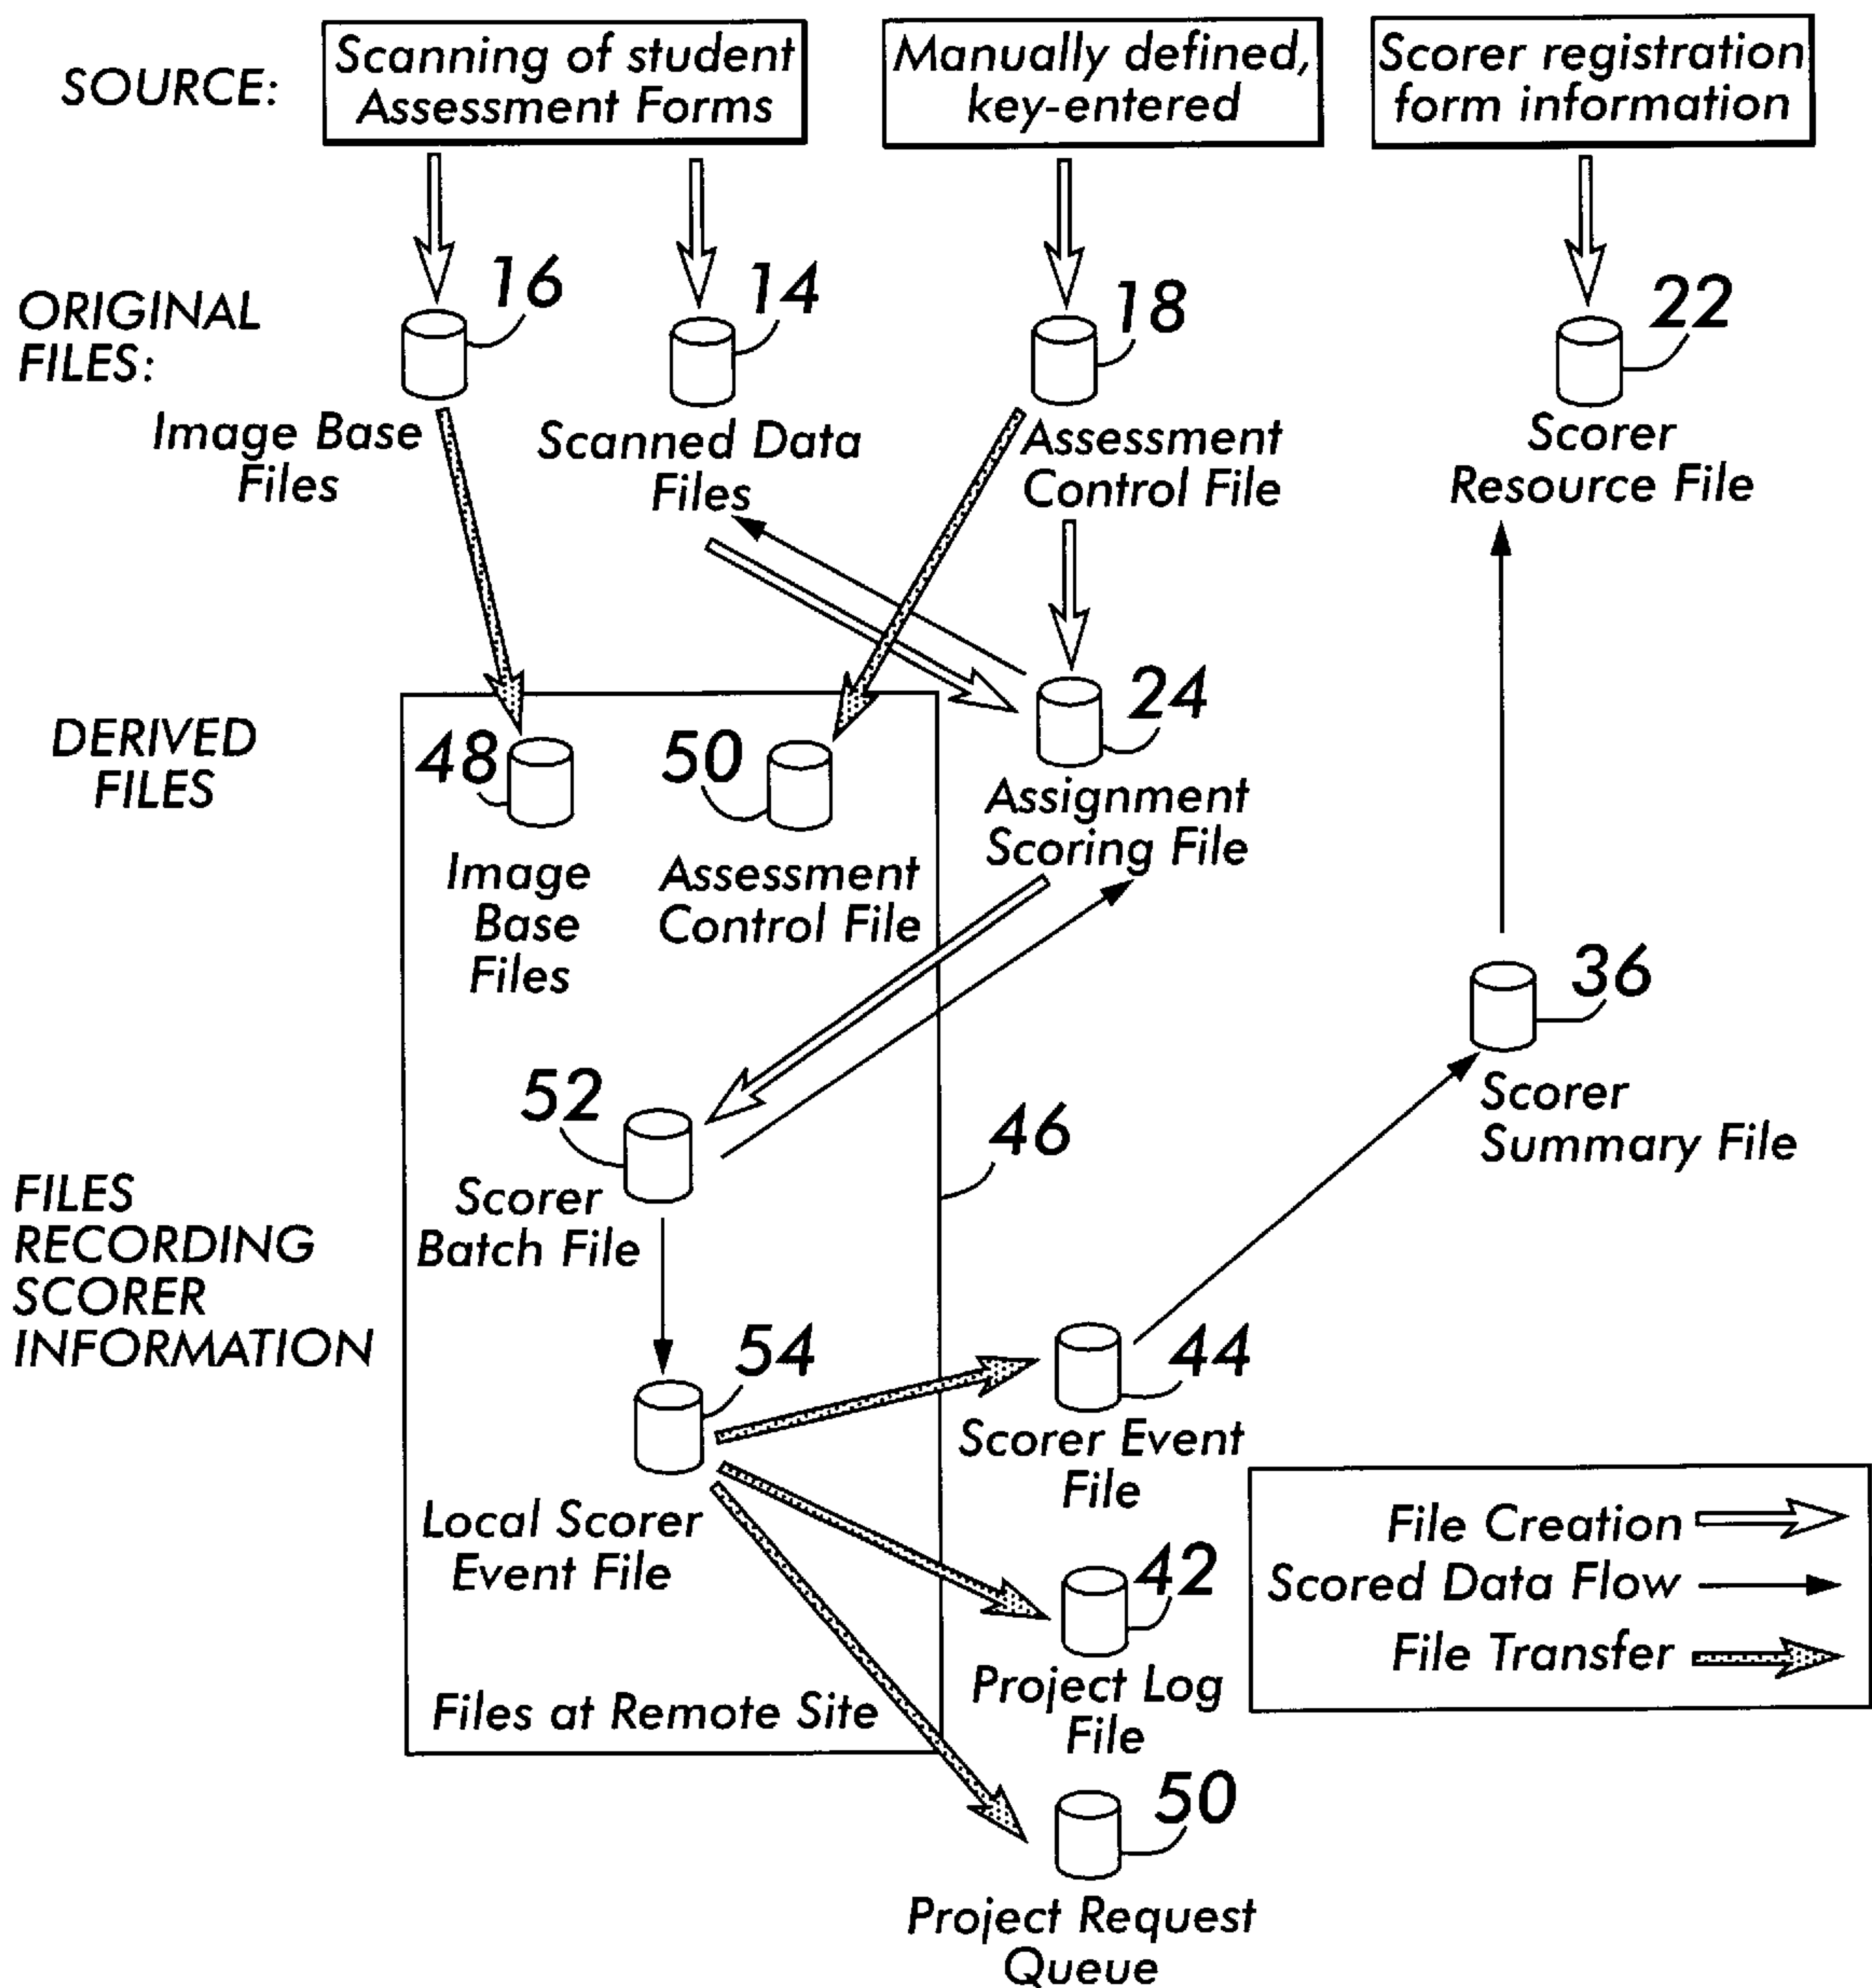 SOURCE:
Scanning of student
Assessment Forms
Manually defined,
key-entered
Scorer registration
form information
ORIGINAL
FILES:
16
14
18
22
Image Base
Files
Scanned Data
Files
Assessment
Control File
Scorer
Resource File
DERIVED
FILES
48
50
24
Image
Base
Files
Assessment
Control File
Assignment
Scoring File
36
Scorer
Summary File
FILES
RECORDING
SCORER
INFORMATION
52
46
Scorer
Batch File
54
44
Local Scorer
Event File
Scorer Event
File
42
Project Log
File
Files at Remote Site
50
Project Request
Queue
File Creation
Scored Data Flow
File Transfer